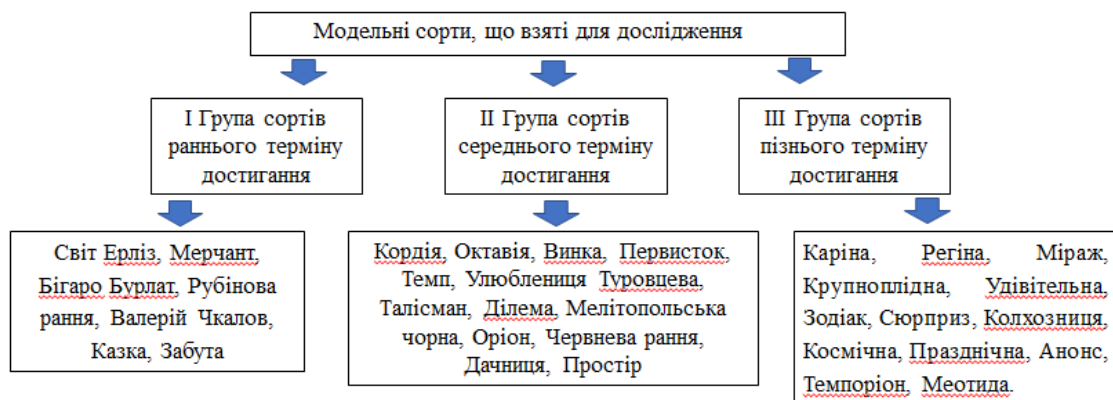 Модельні сорти, що взяті для дослідження
І Група сортів
раннього терміну
достигання
ІІ Група сортів
середнього терміну
достигання
ІІІ Група сортів
пізнього терміну
достигання
Світ Ерліз, Мерчант,
Бігаро Бурлат, Рубінова
рання, Валерій Чкалов,
Казка, Забута
Кордія, Октавія, Винка, Первисток,
Темп, Улюблениця Туровцева,
Талісман, Ділема, Мелітопольська
чорна, Оріон, Червнева рання,
Дачниця, Простір
Каріна, Регіна, Міраж,
Крупноплідна, Удівітельна,
Зодіак, Сюрприз, Колхозниця,
Космічна, Празднічна, Анонс,
Темпоріон, Меотида.